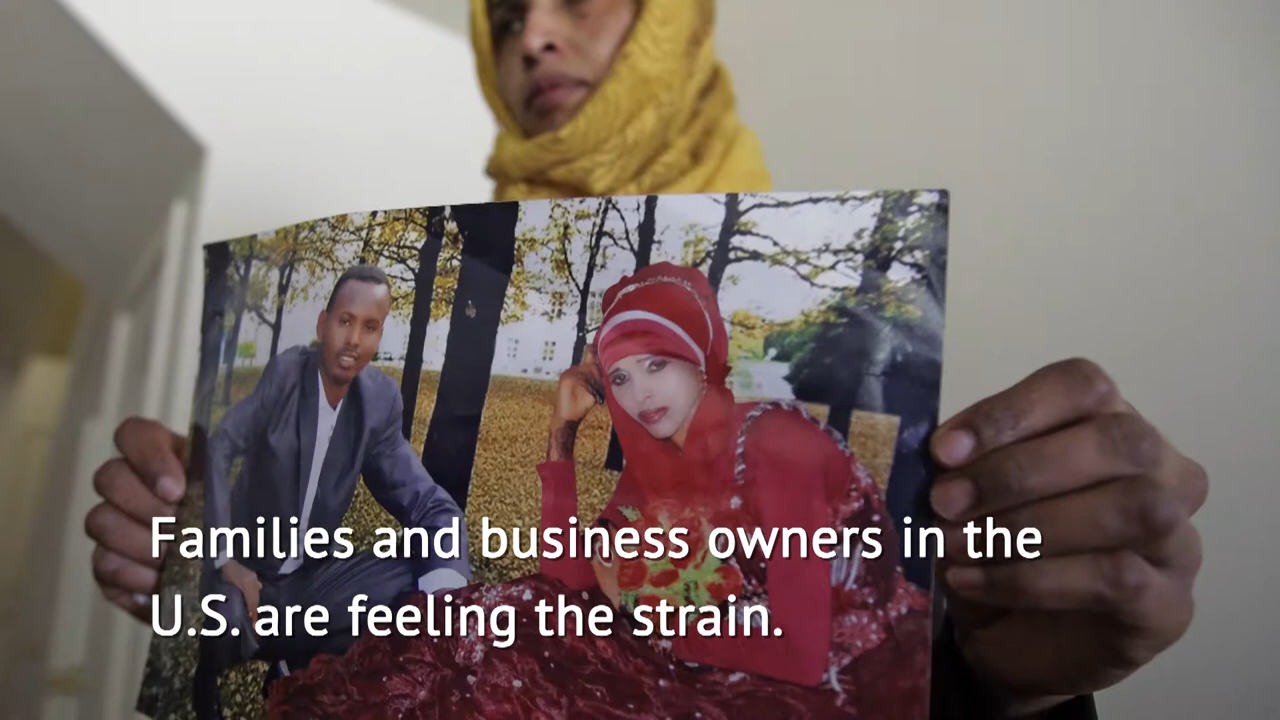 Families and business owners in the
U.S. are feeling the strain.